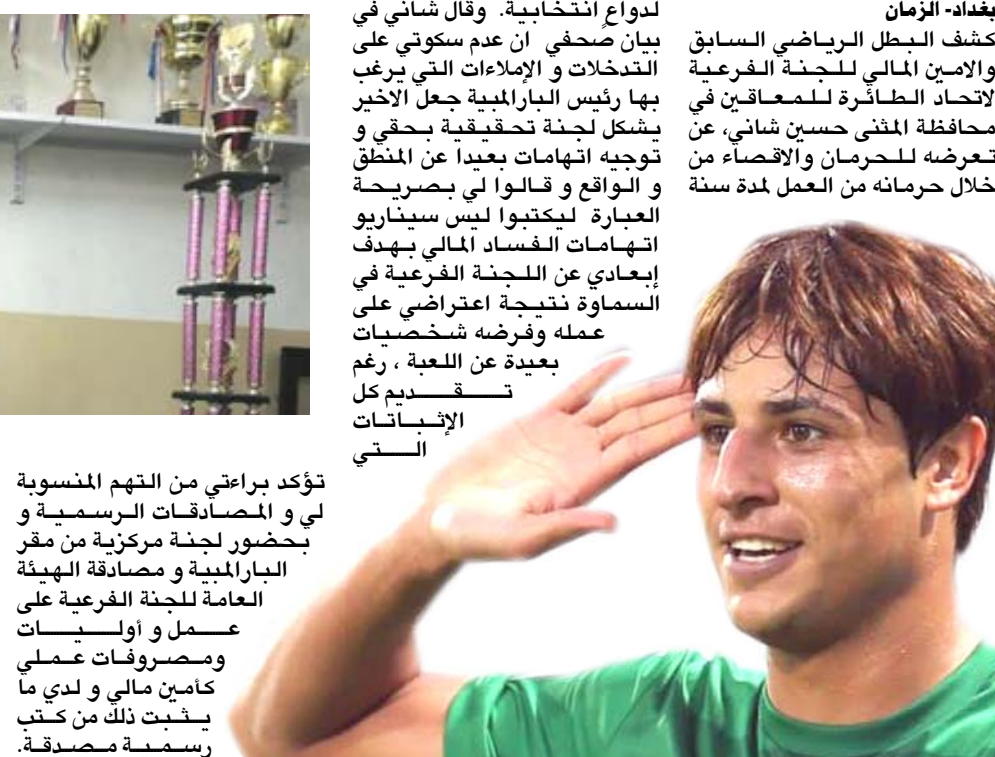 بغداد- الزمان
كشف البطل الرياضي السابق
والامين المالي للجنة الفرعية
لاتحاد الطائرة للمعاقين في
محافظة المثنى حسين شاني، عن
تعرضه للحرمان والاقصاء من
خلال حرمانه من العمل لمدة سنة
لدواع انتخابية. وقال شاني في
بيان صحفي ان عدم سكوتي على
التدخلات و الإملاءات التي يرغب
بها رئيس البارالمبية جعل الاخير
يشكل لجنة تحقيقية بحقي و
توجيه اتهامات بعيدا عن المنطق
و الواقع و قالوا لي بصريحة
العبارة ليكتبوا ليس سيناريو
اتهامات الفساد المالي بهدف
إبعادي عن اللجنة الفرعية في
السماوة نتيجة اعتراضي على
عمله وفرضه شخصيات
بعيدة عن اللعبة ، رغم
تقديم كل
الإثباتات
التي
تؤكد براءتي من التهم المنسوبة
لي و المصادقات الرسمية و
بحضور لجنة مركزية من مقر
البارالمبية و مصادقة الهيئة
العامة للجنة الفرعية على
عمل و أوليات
ومصروفات عملي
كأمين مالي و لدي ما
يثبت ذلك من كتب
رسمية مصدقة.